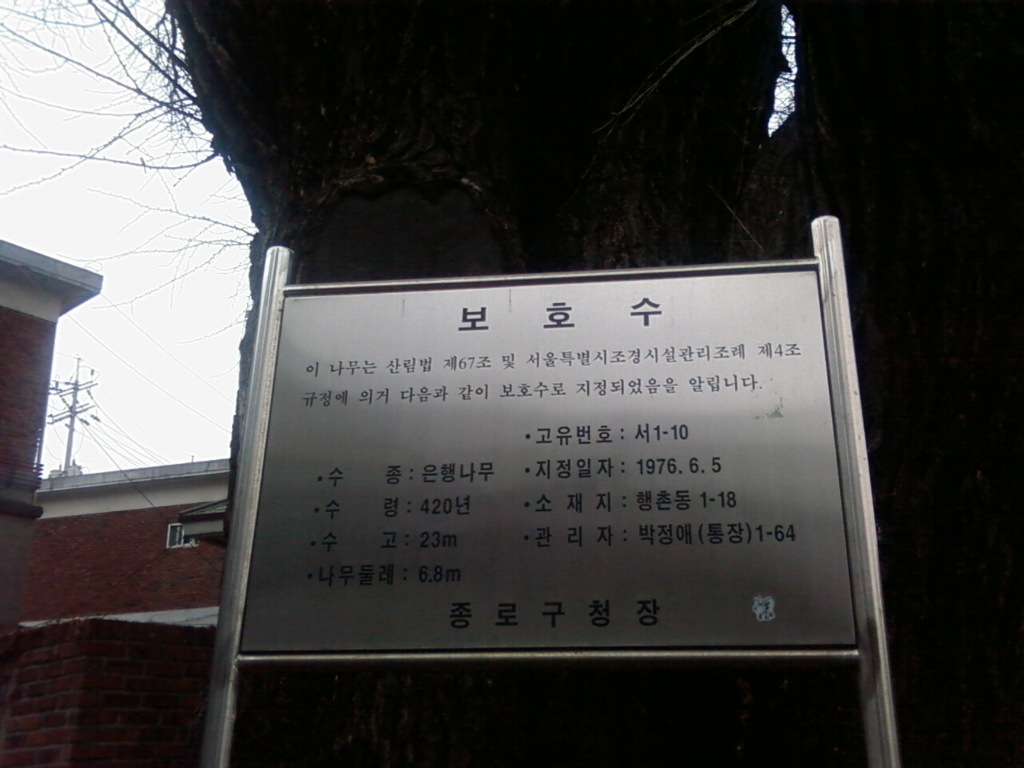 보 호 수
이 나무는 산림법 제67조 및 서울특별시조경시설관리조례 제4조
규정에 의거 다음과 같이 보호수로 지정되었음을 알립니다.
•고유번호 : 서1-10
•수 종 : 은행나무 •지정일자 : 1976. 6. 5
•수 령 : 420년 •소 재 지 : 행촌동 1-18
•수 고 : 23m •관 리 자 : 박정애(통장)1-64
•나무둘레 : 6.8m
종 로 구 청 장